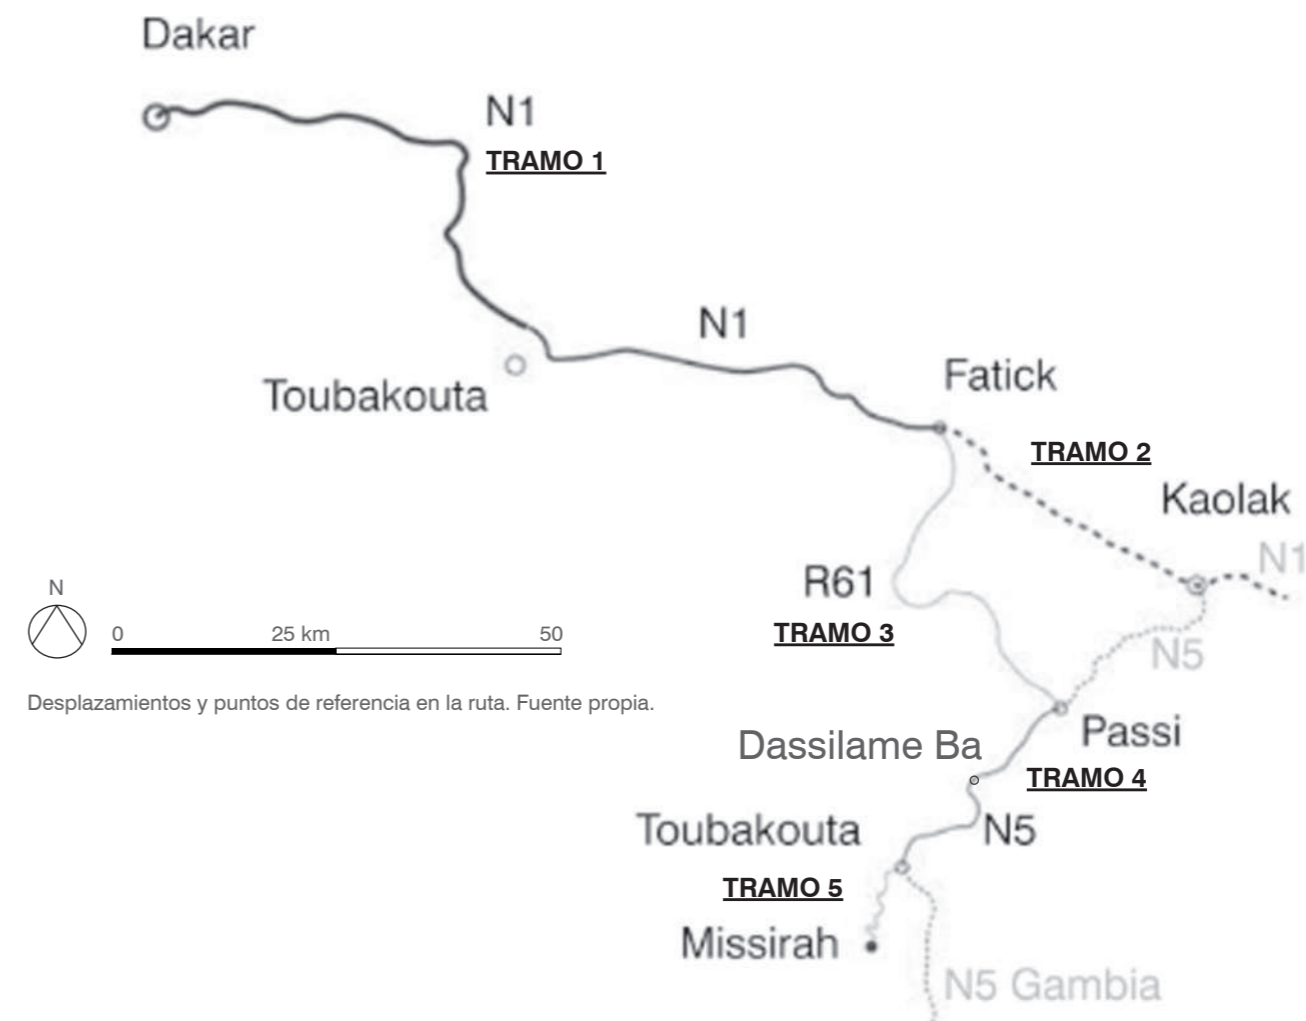 Dakar
N1
TRAMO 1
N1
Toubakouta
Fatick
TRAMO 2
Kaolak
N1
R61
TRAMO 3
N5
N
0 25 km 50
Desplazamientos y puntos de referencia en la ruta. Fuente propia.
Passi
Dassilame Ba
TRAMO 4
Toubakouta
N5
TRAMO 5
Missirah
N5 Gambia